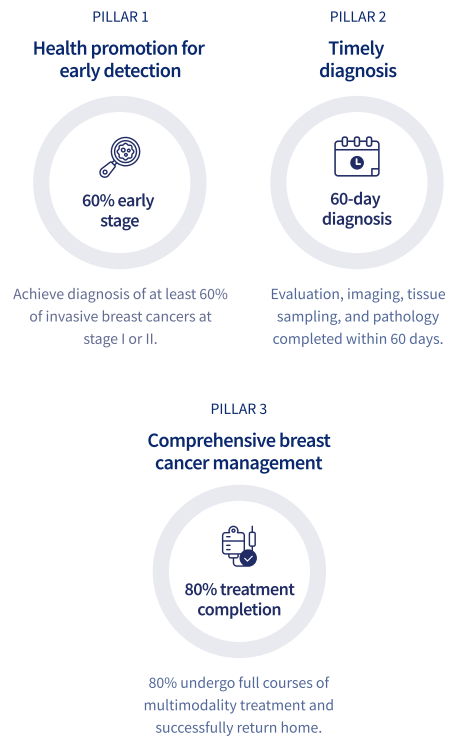 PILLAR 1
Health promotion for
early detection
60% early
stage
Achieve diagnosis of at least 60%
of invasive breast cancers at
stage I or II.
PILLAR 2
Timely
diagnosis
60-day
diagnosis
Evaluation, imaging, tissue
sampling, and pathology
completed within 60 days.
PILLAR 3
Comprehensive breast
cancer management
80% treatment
completion
80% undergo full courses of
multimodality treatment and
successfully return home.